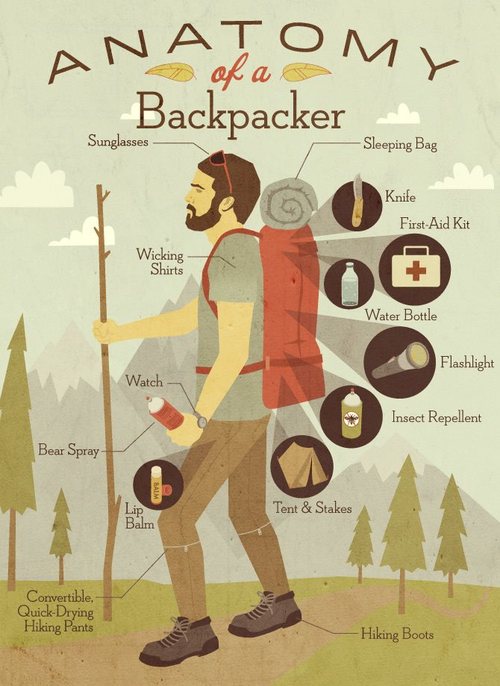 ANATOMY
of a
Backpacker
Sunglasses
Sleeping Bag
Knife
First-Aid Kit
Wicking
Shirts
Water Bottle
Flashlight
Watch
Insect Repellent
Bear Spray
BALM
Lip
Balm
Tent & Stakes
Convertible,
Quick-Drying
Hiking Pants
Hiking Boots